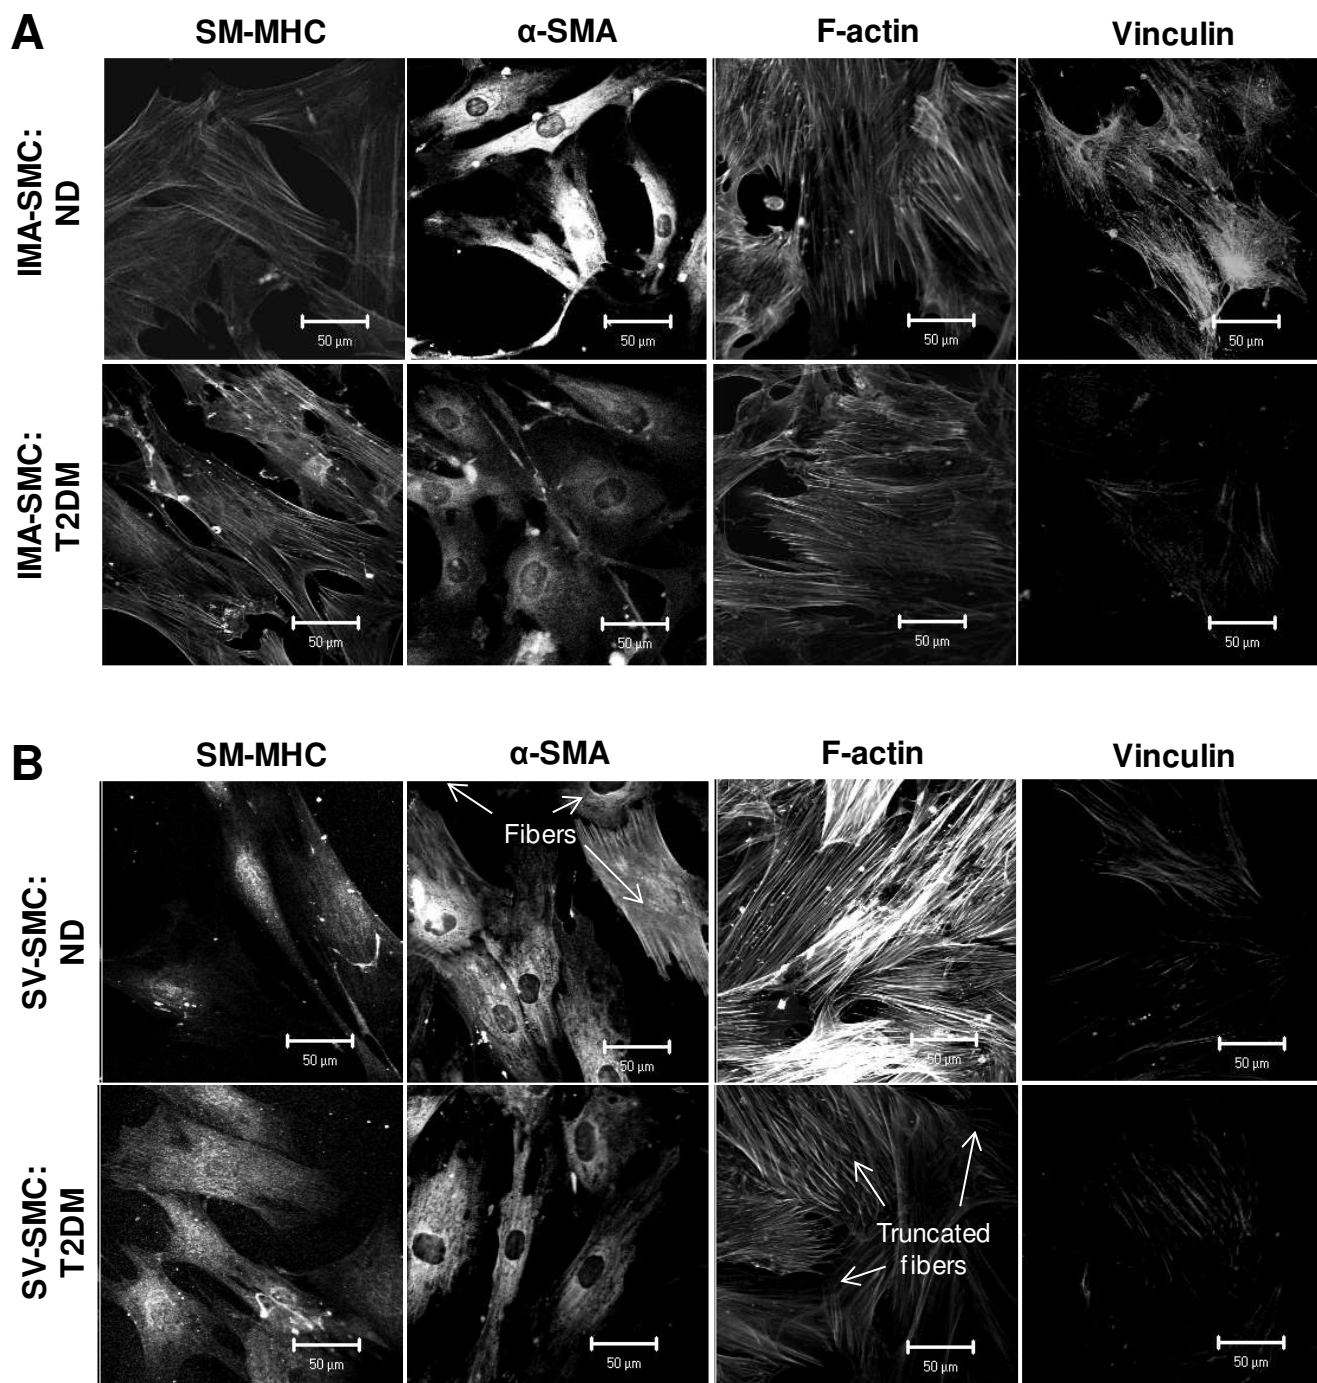 A
SM-MHC
α-SMA
F-actin
Vinculin
IMA-SMC:
ND
50 µm
50 µm
50 µm
50 µm
IMA-SMC:
T2DM
50 µm
50 µm
50 µm
50 µm
B
SM-MHC
α-SMA
F-actin
Vinculin
SV-SMC:
ND
Fibers
50 µm
50 µm
50 µm
50 µm
SV-SMC:
T2DM
Truncated
fibers
50 µm
50 µm
50 µm
50 µm